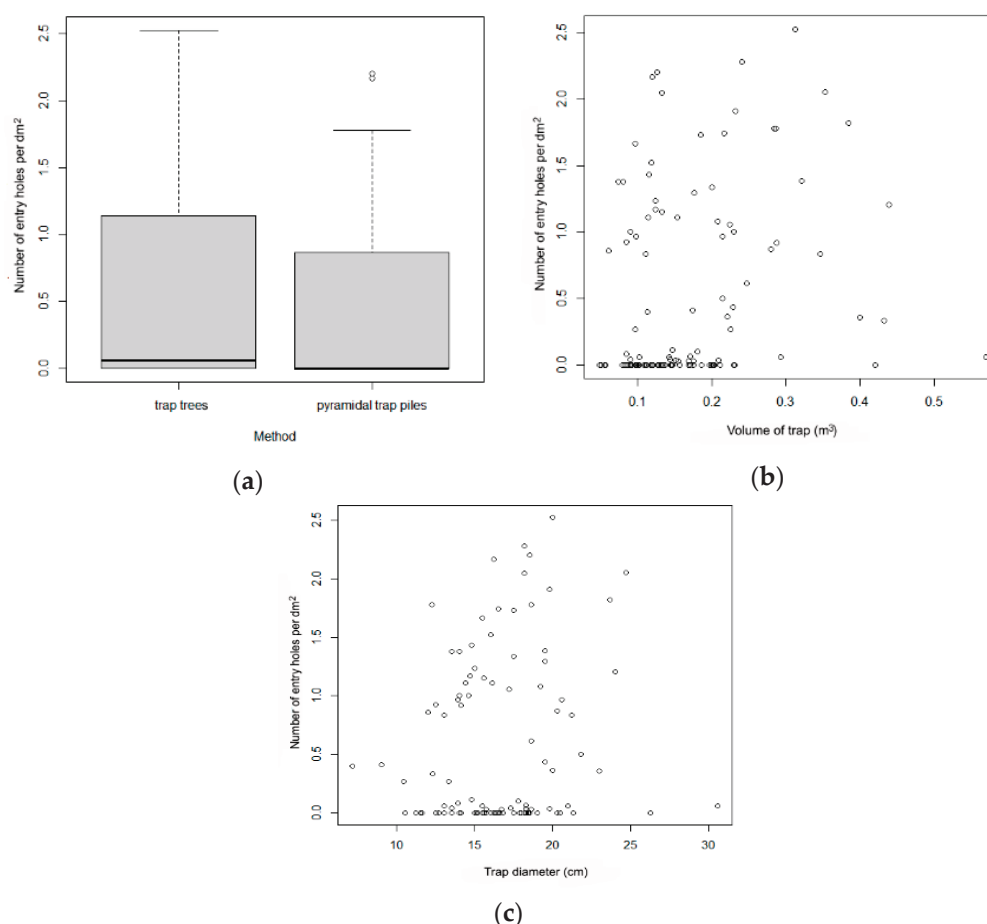 Number of entry holes per dm²
2.5
2.0
1.5
1.0
0.5
0.0
trap trees
pyramidal trap piles
Method
(a)
Number of entry holes per dm²
2.5
2.0
1.5
1.0
0.5
0.0
0.1 0.2 0.3 0.4 0.5
Volume of trap (m³)
(b)
Number of entry holes per dm²
2.5
2.0
1.5
1.0
0.5
0.0
10 15 20 25 30
Trap diameter (cm)
(c)